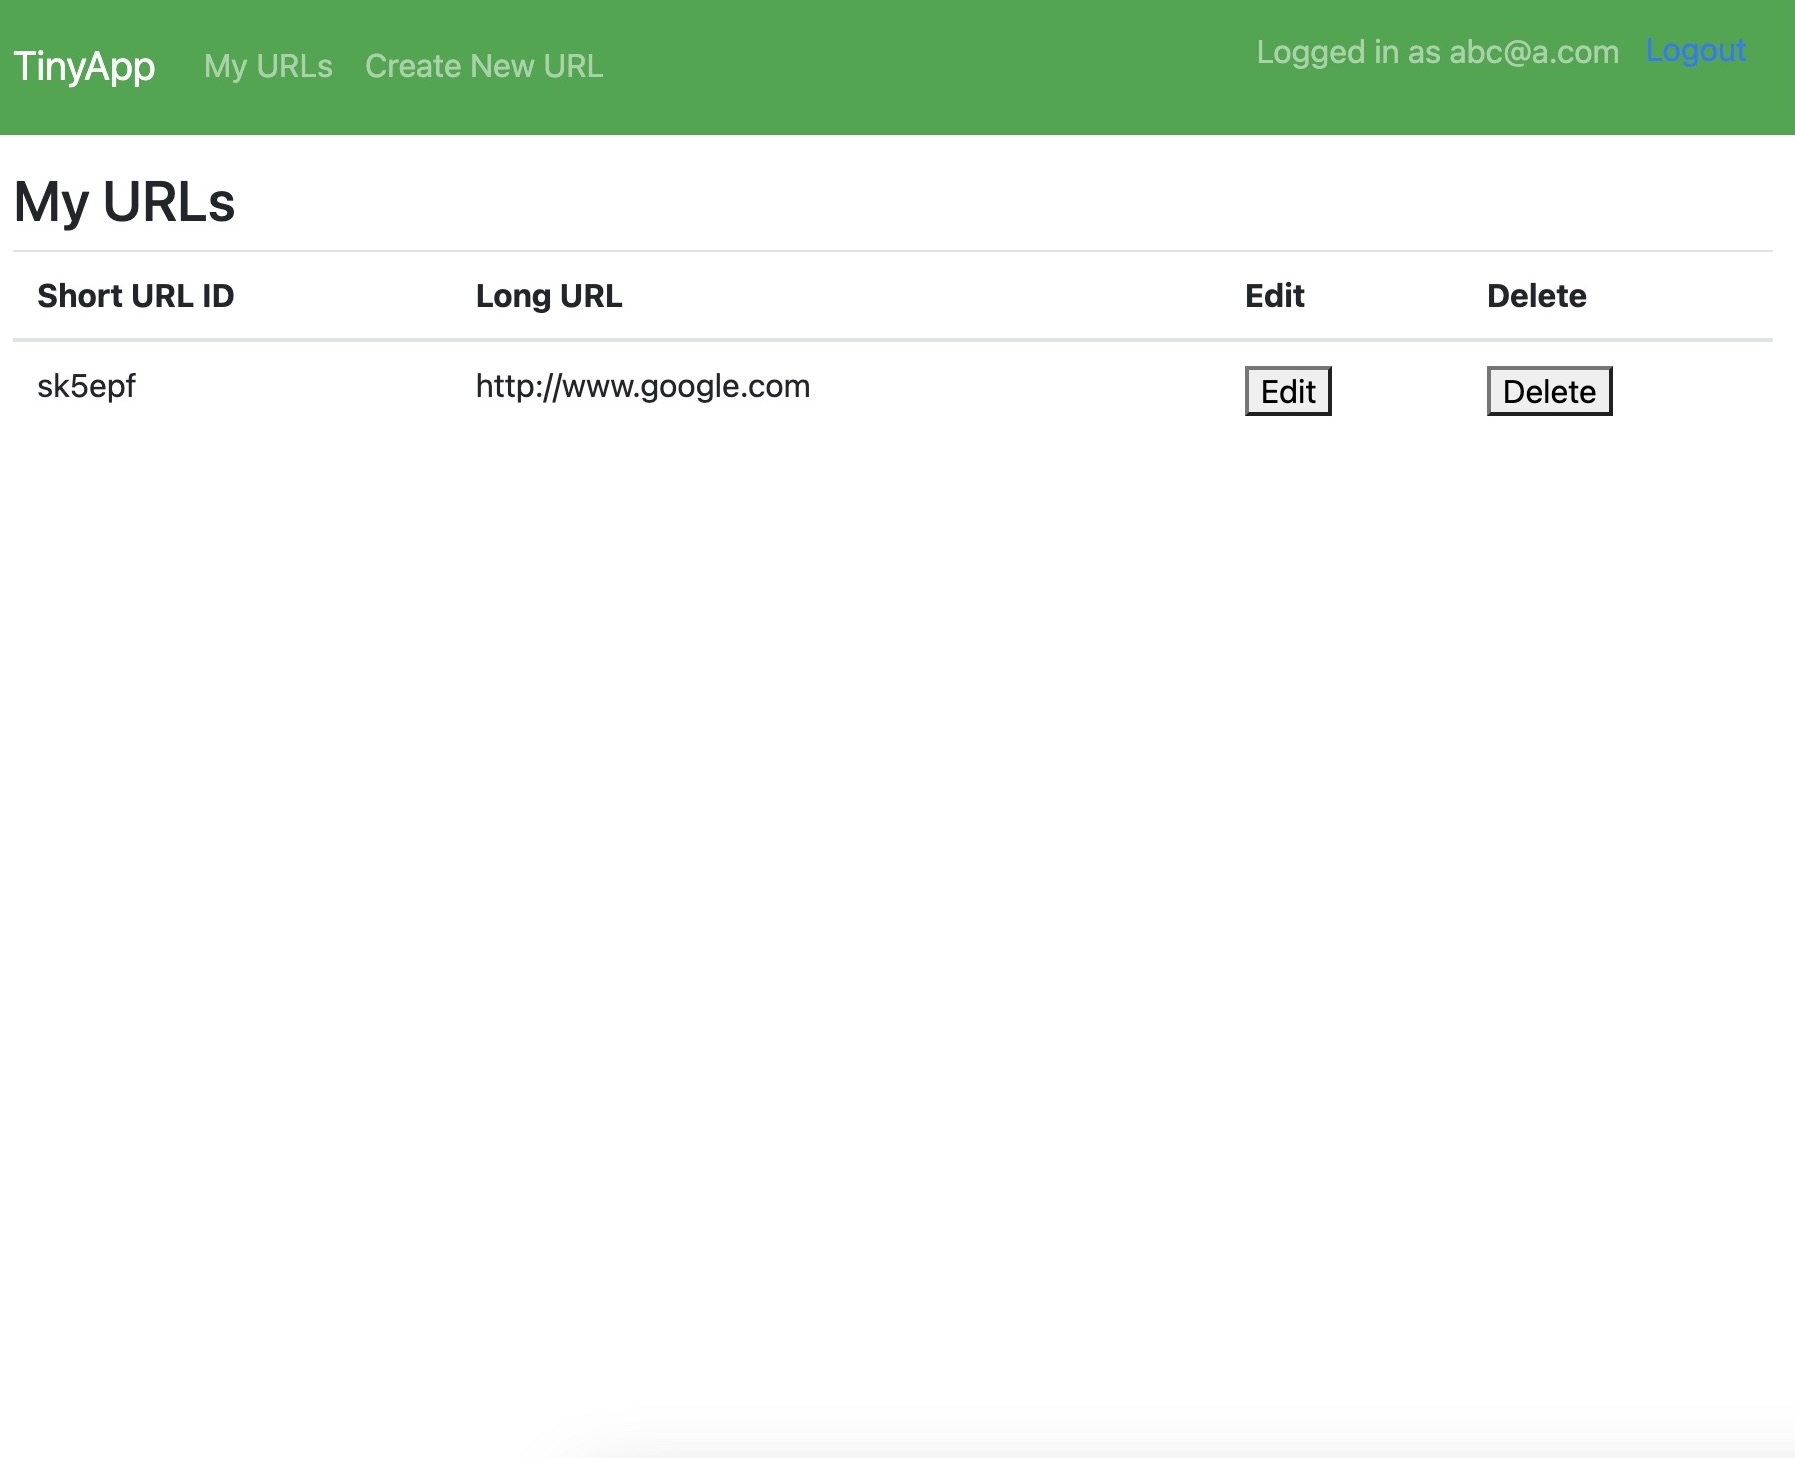 TinyApp My URLs Create New URL Logged in as abc@a.com Logout
My URLs
Short URL ID Long URL Edit Delete
sk5epf http://www.google.com Edit Delete